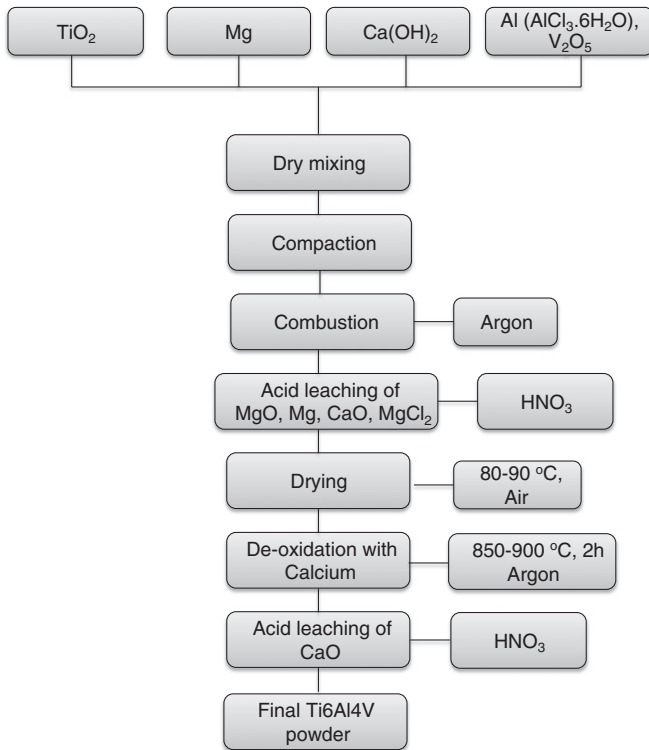 TiO₂
Mg
Ca(OH)₂
Al (AlCl₃.6H₂O),
V₂O₅
Dry mixing
Compaction
Combustion
Argon
Acid leaching of
MgO, Mg, CaO, MgCl₂
HNO₃
Drying
80-90 °C,
Air
De-oxidation with
Calcium
850-900 °C, 2h
Argon
Acid leaching of
CaO
HNO₃
Final Ti6Al4V
powder